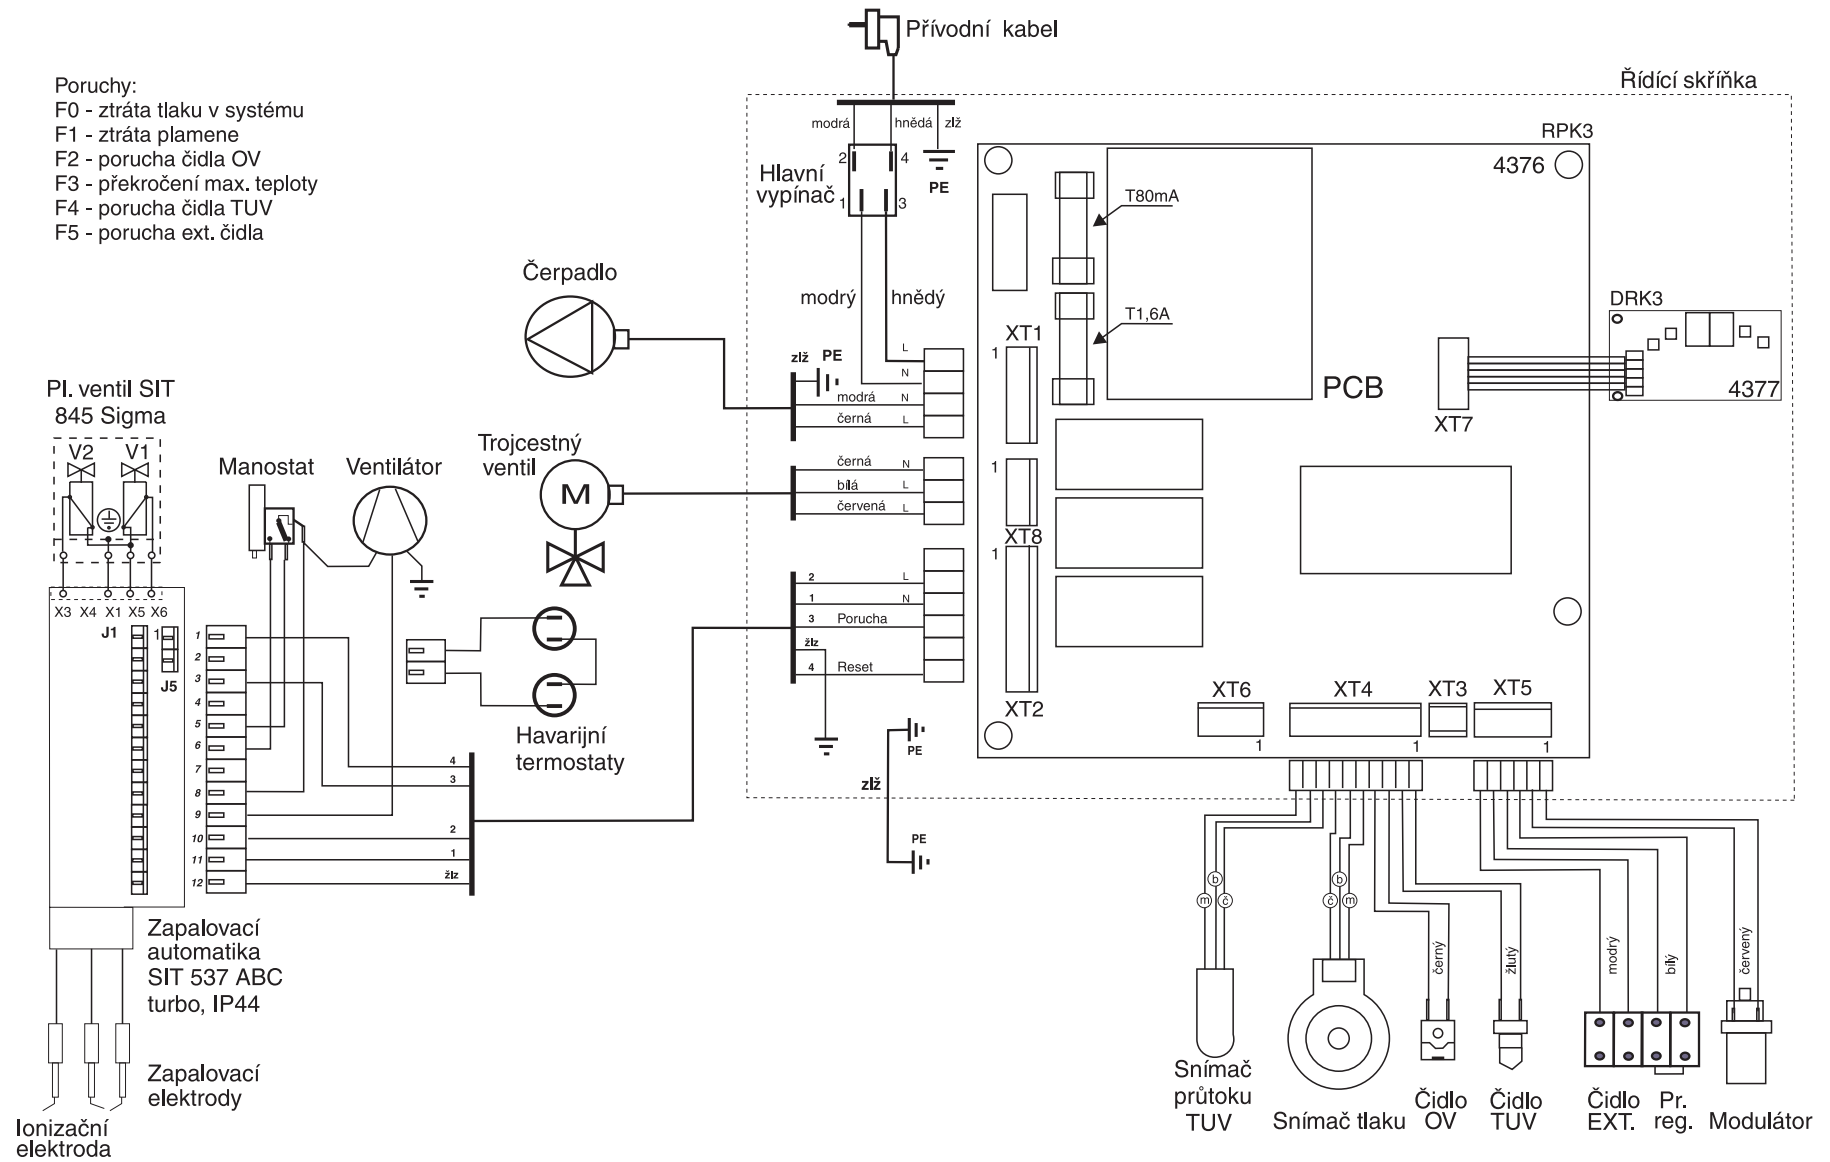 Přívodní kabel
Řídící skříňka
Poruchy:
F0 - ztráta tlaku v systému
F1 - ztráta plamene
F2 - porucha čidla OV
F3 - překročení max. teploty
F4 - porucha čidla TUV
F5 - porucha ext. čidla
modrá
hnědá
zlž
2
4
PE
Hlavní
vypínač
1
3
modrý
hnědý
RPK3
4376
T80mA
T1,6A
PCB
DRK3
4377
XT7
XT1
1
1
XT8
1
XT2
XT6
1
XT4
1
XT3
XT5
1
Čerpadlo
zlž
PE
L
N
modrá N
černá L
Trojcestný
ventil
M
černá N
bílá L
červená L
2 L
1 N
3 Porucha
žlz
4 Reset
PE
zlž
PE
Pl. ventil SIT
845 Sigma
V2
V1
X3 X4 X1 X5 X6
J1
1
J5
Manostat
Ventilátor
Havarijní
termostaty
1
2
3
4
5
6
7
8
9
10
11
12
4
3
2
1
žlz
Zapalovací
automatika
SIT 537 ABC
turbo, IP44
Zapalovací
elektrody
Ionizační
elektroda
m
b
č
č
b
m
černý
žlutý
modrý
bílý
červený
Snímač
průtoku
TUV
Snímač tlaku
Čidlo
OV
Čidlo
TUV
Čidlo
EXT.
Pr.
reg.
Modulátor